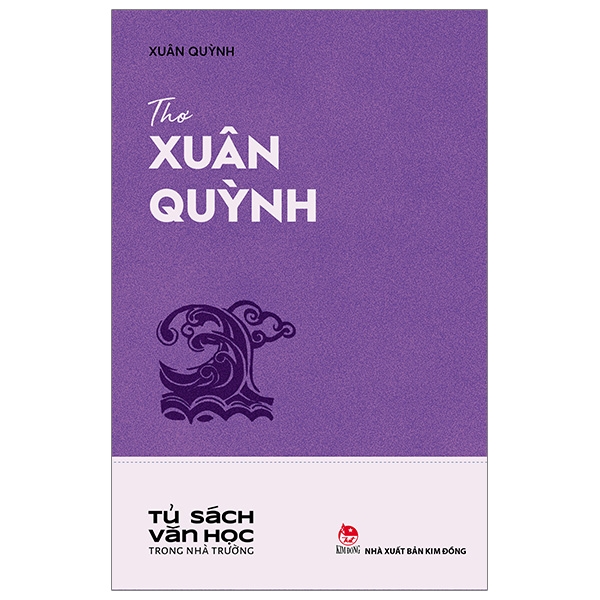 XUÂN QUỲNH
Thơ
XUÂN
QUỲNH
TỦ SÁCH
VĂN HỌC
TRONG NHÀ TRƯỜNG
KIM ĐỒNG
NHÀ XUẤT BẢN KIM ĐỒNG